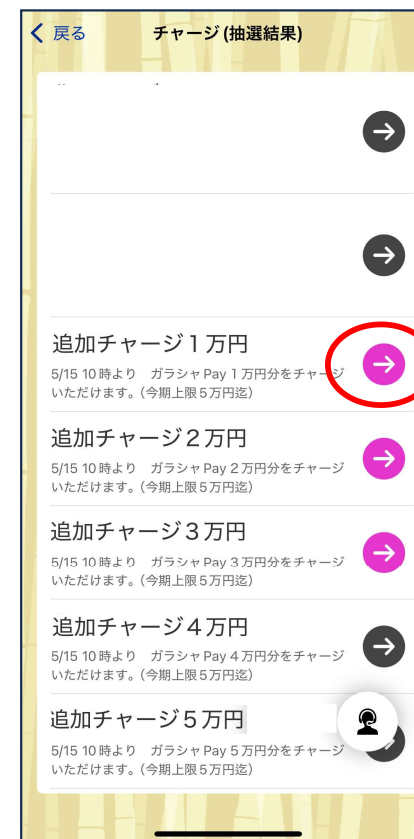 戻る
チャージ (抽選結果)
追加チャージ１万円
5/15 10時より　ガラシャPay１万円分をチャージ
いただけます。(今期上限５万円迄)
追加チャージ２万円
5/15 10時より　ガラシャPay２万円分をチャージ
いただけます。(今期上限５万円迄)
追加チャージ３万円
5/15 10時より　ガラシャPay３万円分をチャージ
いただけます。(今期上限５万円迄)
追加チャージ４万円
5/15 10時より　ガラシャPay４万円分をチャージ
いただけます。(今期上限５万円迄)
追加チャージ５万円
5/15 10時より　ガラシャPay５万円分をチャージ
いただけます。(今期上限５万円迄)